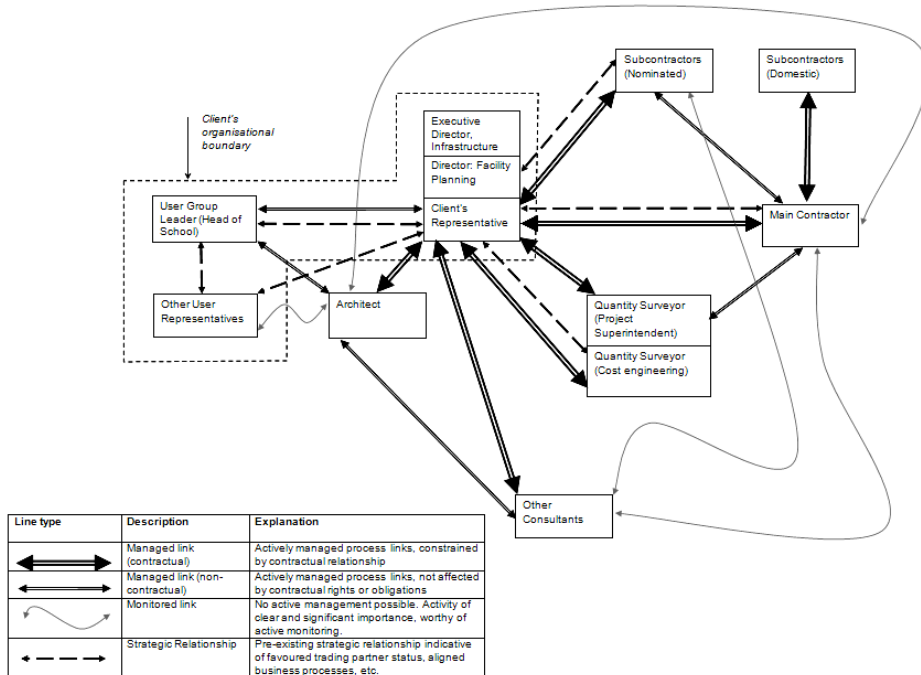 Subcontractors
(Nominated)
Subcontractors
(Domestic)
Client's
organisational
boundary
Executive
Director,
Infrastructure
Director: Facility
Planning
Client's
Representative
User Group
Leader (Head of
School)
Main Contractor
Other User
Representatives
Architect
Quantity Surveyor
(Project
Superintendent)
Quantity Surveyor
(Cost engineering)
Other
Consultants
Line type
Description
Explanation
Managed link
(contractual)
Actively managed process links, constrained
by contractual relationship
Managed link (non-
contractual)
Actively managed process links, not affected
by contractual rights or obligations
Monitored link
No active management possible. Activity of
clear and significant importance, worthy of
active monitoring.
Strategic Relationship
Pre-existing strategic relationship indicative
of favoured trading partner status, aligned
business processes, etc.